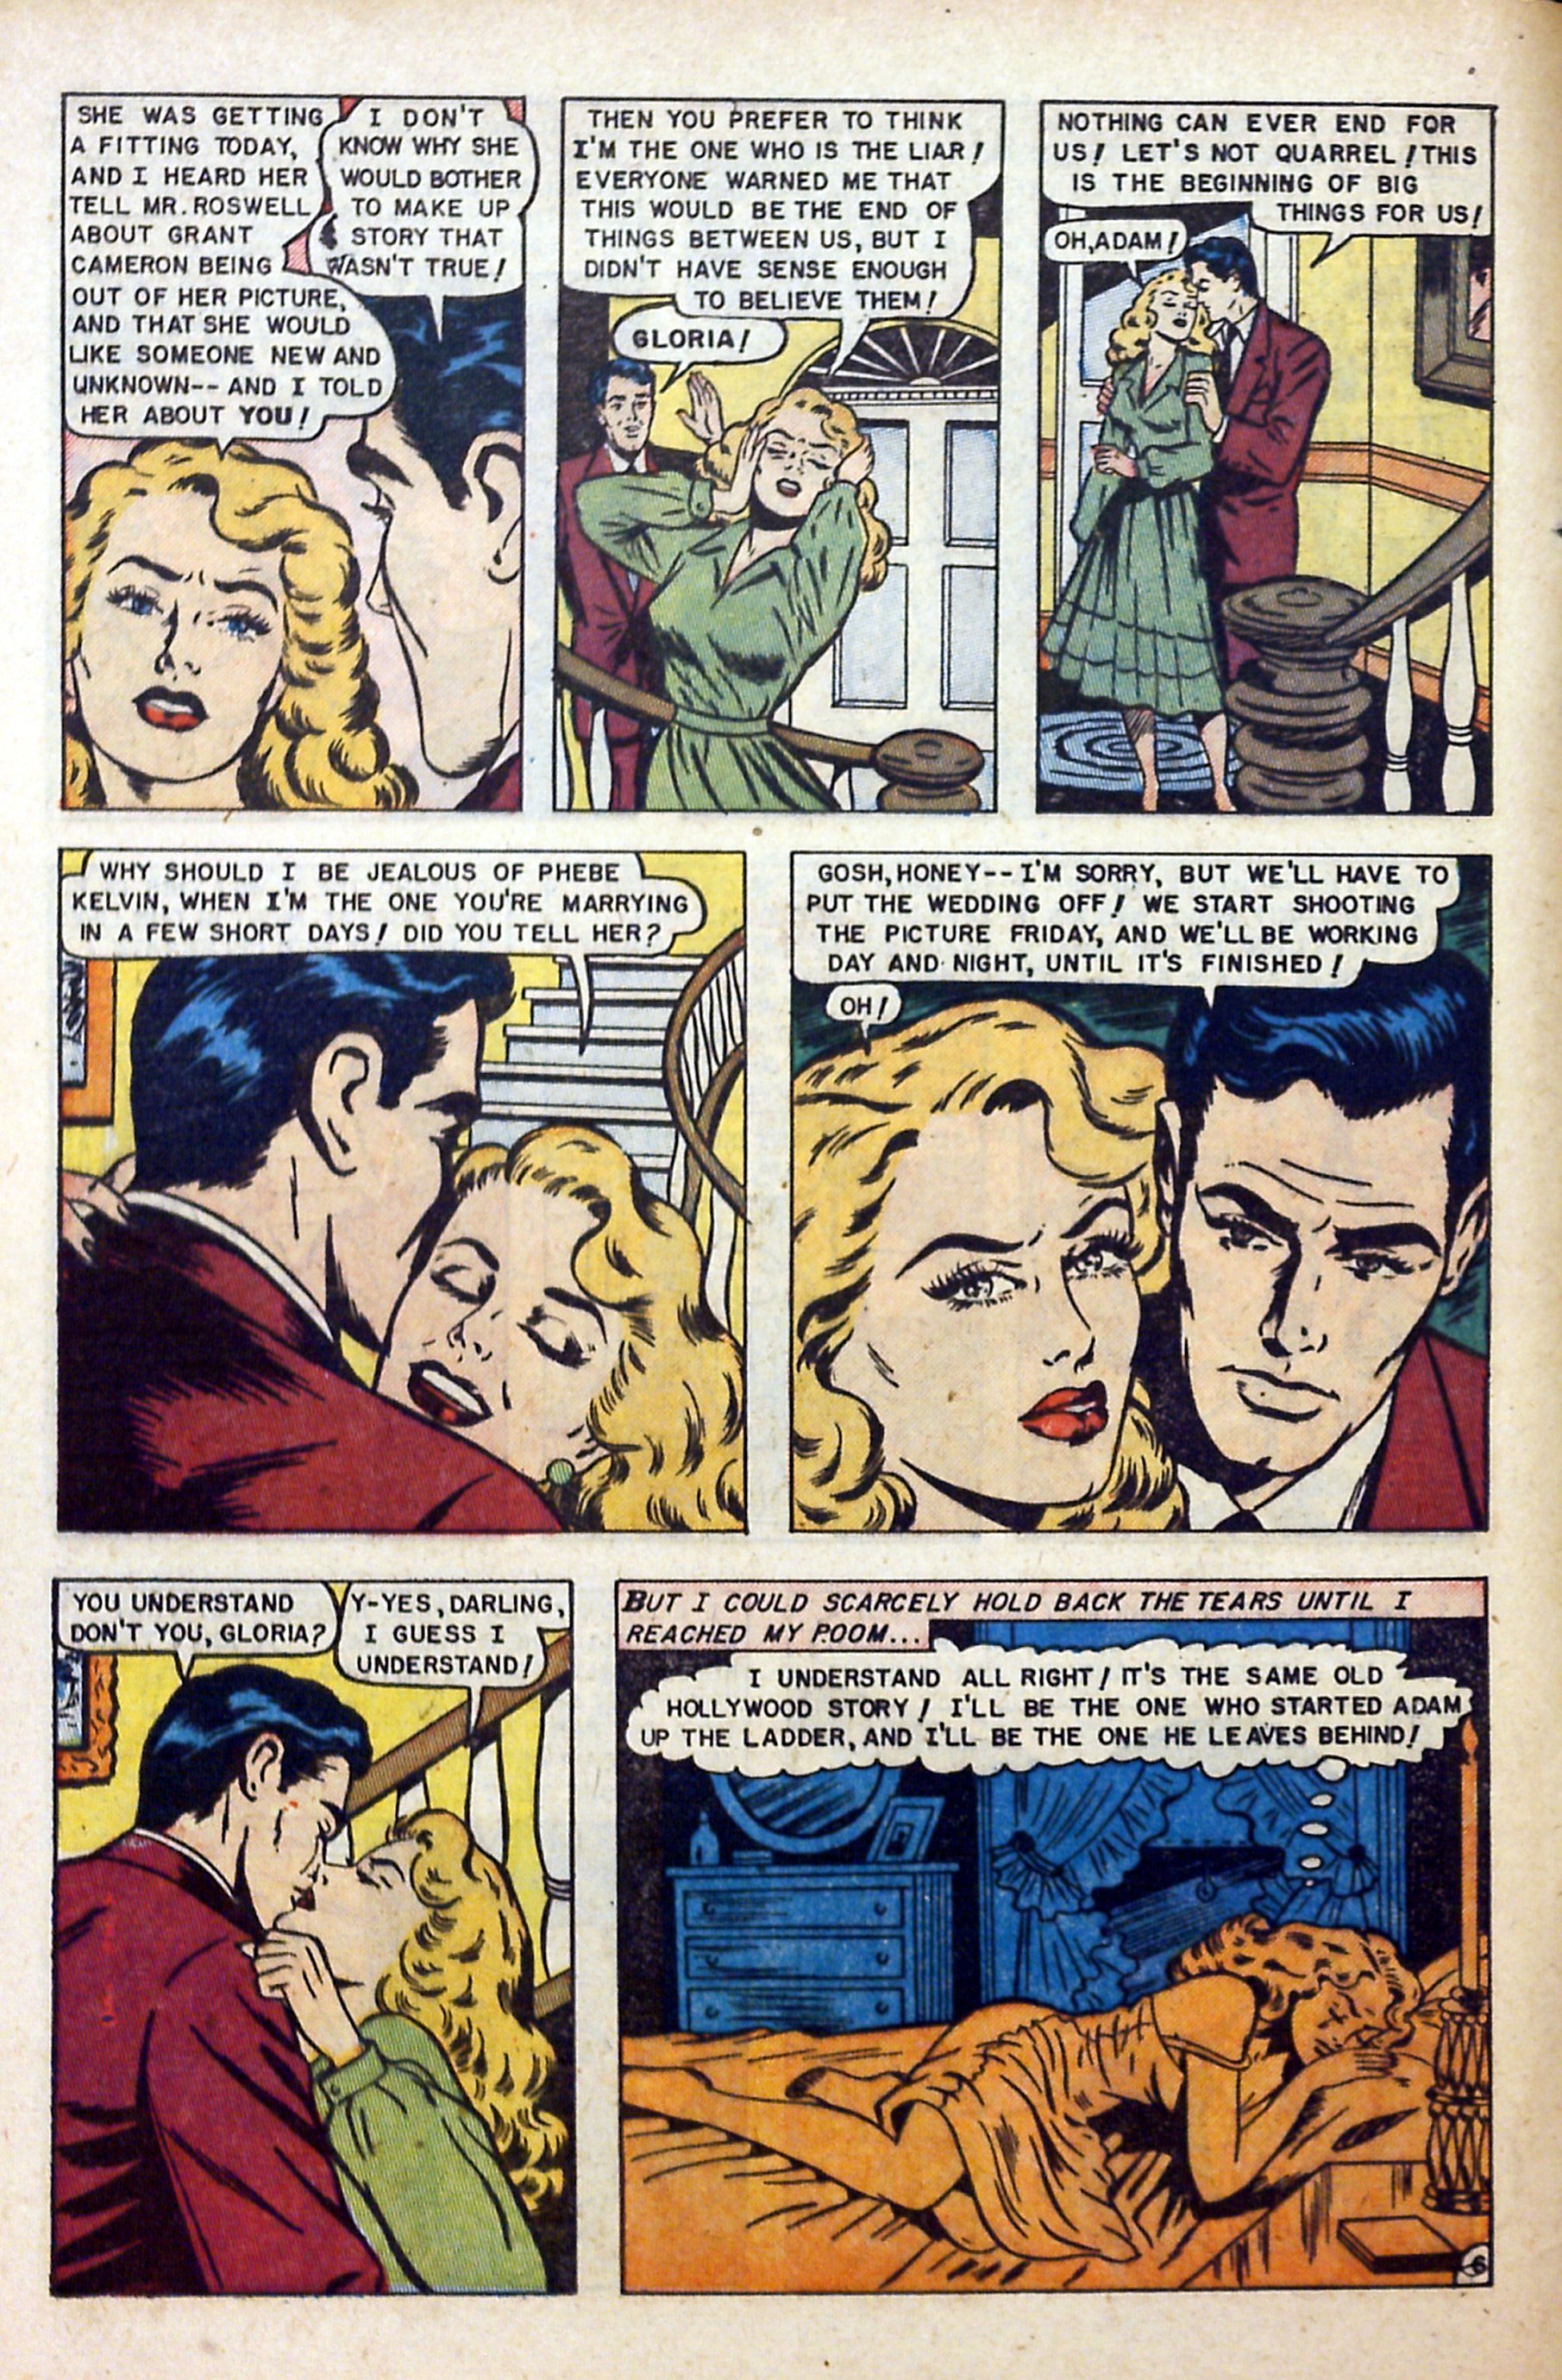 SHE WAS GETTING
A FITTING TODAY,
AND I HEARD HER
TELL MR. ROSWELL
ABOUT GRANT
CAMERON BEING
OUT OF HER PICTURE,
AND THAT SHE WOULD
LIKE SOMEONE NEW AND
UNKNOWN-- AND I TOLD
HER ABOUT YOU!
I DON'T
KNOW WHY SHE
WOULD BOTHER
TO MAKE UP
STORY THAT
WASN'T TRUE!
THEN YOU PREFER TO THINK
I'M THE ONE WHO IS THE LIAR!
EVERYONE WARNED ME THAT
THIS WOULD BE THE END OF
THINGS BETWEEN US, BUT I
DIDN'T HAVE SENSE ENOUGH
TO BELIEVE THEM!
GLORIA!
NOTHING CAN EVER END FOR
US! LET'S NOT QUARREL! THIS
IS THE BEGINNING OF BIG
THINGS FOR US!
OH, ADAM!
WHY SHOULD I BE JEALOUS OF PHEBE
KELVIN, WHEN I'M THE ONE YOU'RE MARRYING
IN A FEW SHORT DAYS! DID YOU TELL HER?
GOSH, HONEY-- I'M SORRY, BUT WE'LL HAVE TO
PUT THE WEDDING OFF! WE START SHOOTING
THE PICTURE FRIDAY, AND WE'LL BE WORKING
DAY AND NIGHT, UNTIL IT'S FINISHED!
OH!
YOU UNDERSTAND
DON'T YOU, GLORIA?
Y-YES, DARLING,
I GUESS I
UNDERSTAND!
BUT I COULD SCARCELY HOLD BACK THE TEARS UNTIL I
REACHED MY ROOM...
I UNDERSTAND ALL RIGHT! IT'S THE SAME OLD
HOLLYWOOD STORY! I'LL BE THE ONE WHO STARTED ADAM
UP THE LADDER, AND I'LL BE THE ONE HE LEAVES BEHIND!
6